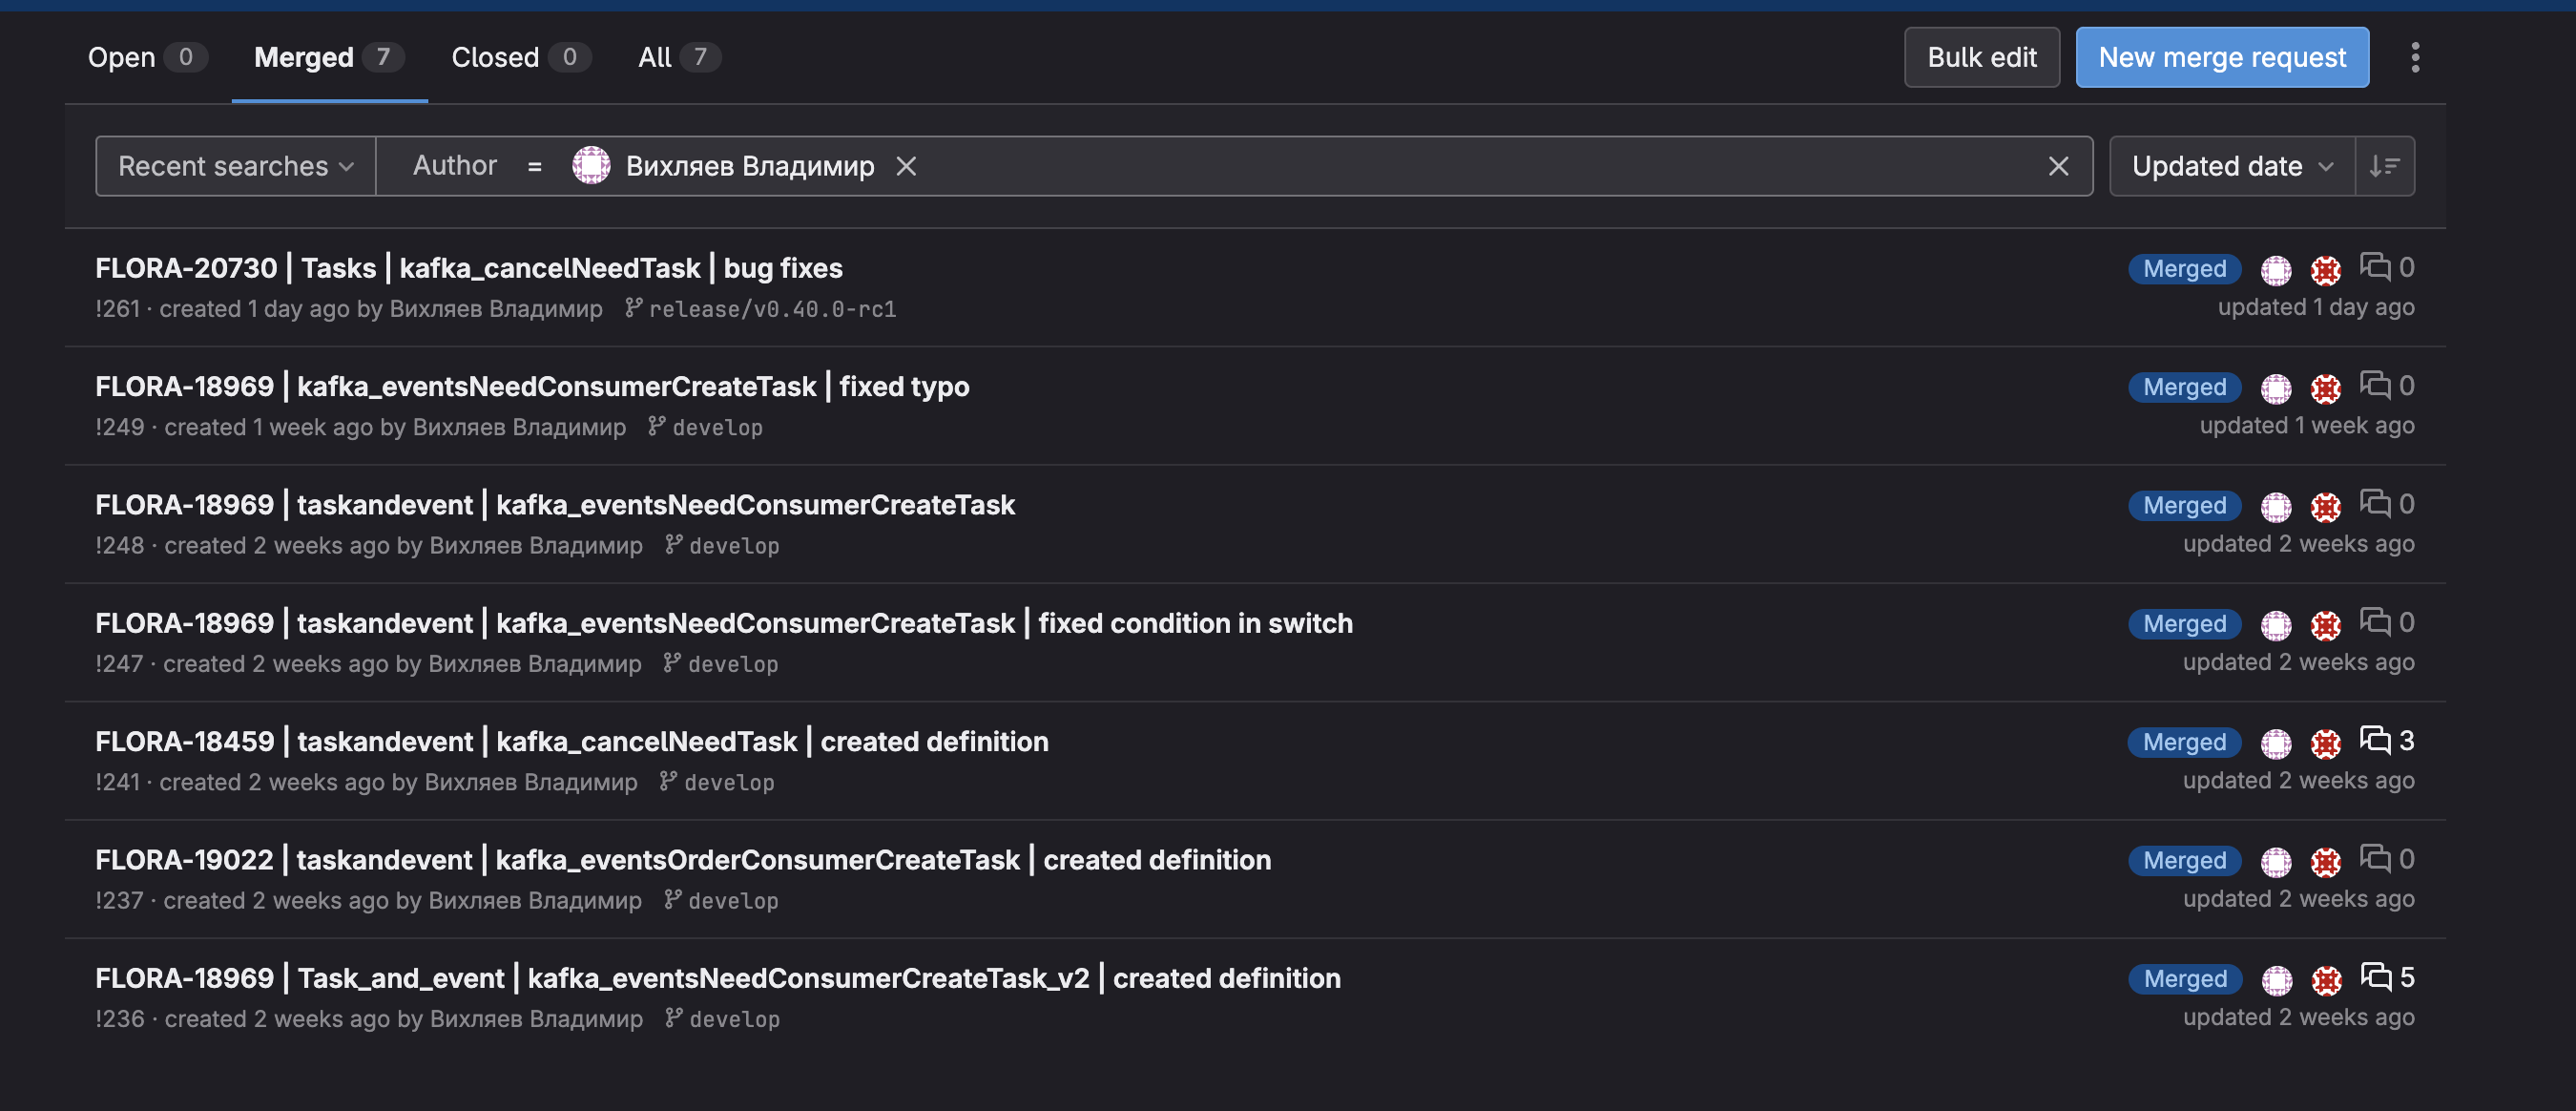 Open 0 Merged 7 Closed 0 All 7 Bulk edit New merge request
Recent searches Author = Вихляев Владимир Updated date
FLORA-20730 | Tasks | kafka_cancelNeedTask | bug fixes Merged 0
!261 · created 1 day ago by Вихляев Владимир release/v0.40.0-rc1 updated 1 day ago
FLORA-18969 | kafka_eventsNeedConsumerCreateTask | fixed typo Merged 0
!249 · created 1 week ago by Вихляев Владимир develop updated 1 week ago
FLORA-18969 | taskandevent | kafka_eventsNeedConsumerCreateTask Merged 0
!248 · created 2 weeks ago by Вихляев Владимир develop updated 2 weeks ago
FLORA-18969 | taskandevent | kafka_eventsNeedConsumerCreateTask | fixed condition in switch Merged 0
!247 · created 2 weeks ago by Вихляев Владимир develop updated 2 weeks ago
FLORA-18459 | taskandevent | kafka_cancelNeedTask | created definition Merged 3
!241 · created 2 weeks ago by Вихляев Владимир develop updated 2 weeks ago
FLORA-19022 | taskandevent | kafka_eventsOrderConsumerCreateTask | created definition Merged 0
!237 · created 2 weeks ago by Вихляев Владимир develop updated 2 weeks ago
FLORA-18969 | Task_and_event | kafka_eventsNeedConsumerCreateTask_v2 | created definition Merged 5
!236 · created 2 weeks ago by Вихляев Владимир develop updated 2 weeks ago